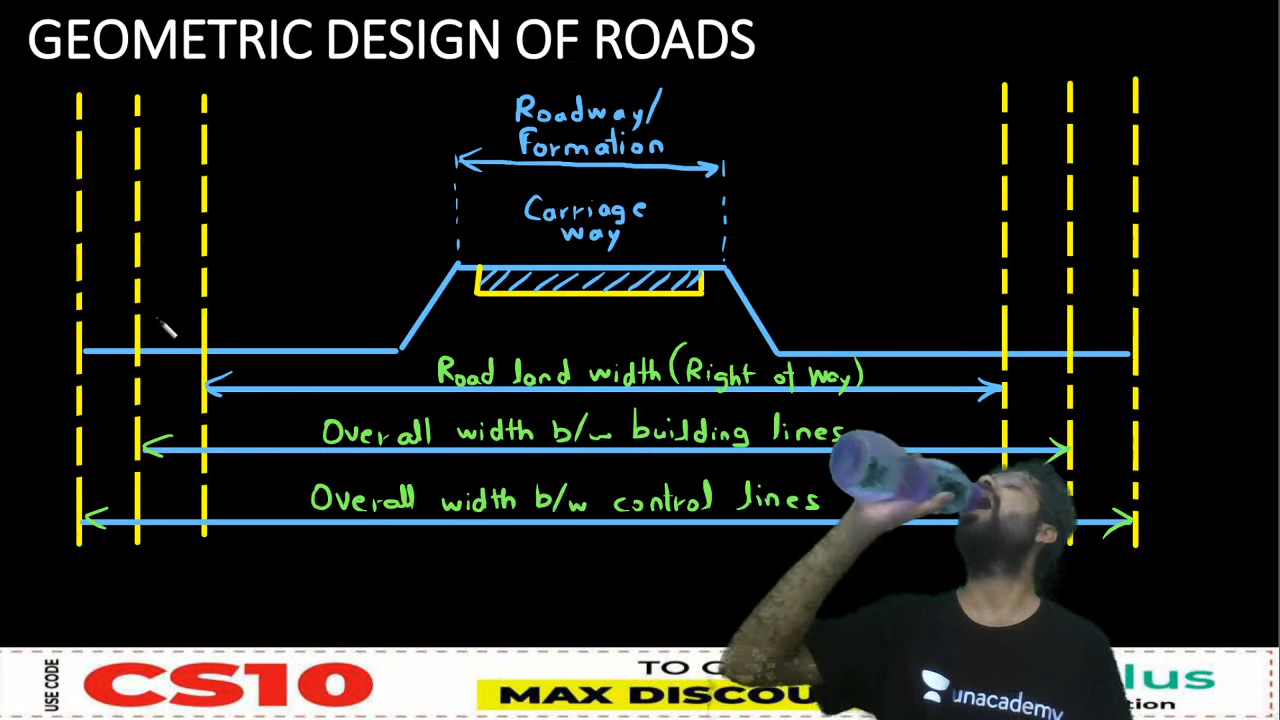 GEOMETRIC DESIGN OF ROADS
Roadway/
Formation
Carriage
way
Road land width (Right of Way)
Overall width b/w building lines
Overall width b/w control lines
USE CODE
CS10
TO
MAX
unacademy